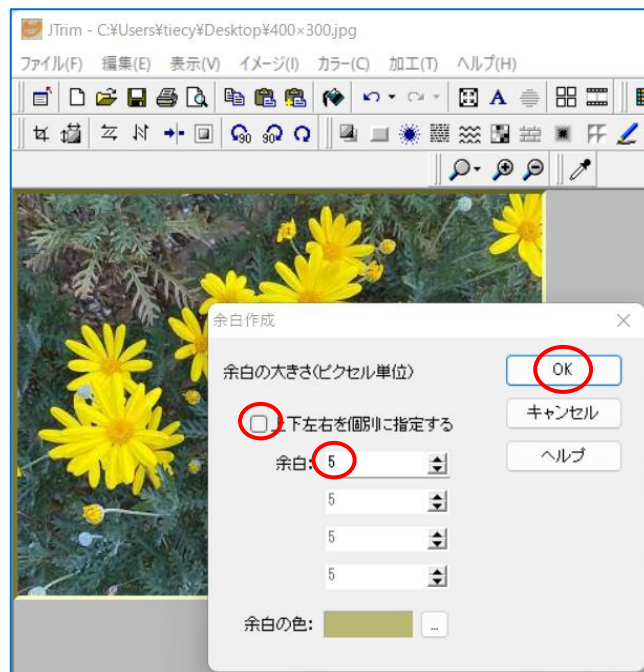 JTrim - C:¥Users¥tiecy¥Desktop¥400×300.jpg
ファイル(F) 編集(E) 表示(V) イメージ(I) カラー(C) 加工(T) ヘルプ(H)
A
90 90
FF
余白作成
余白の大きさ(ピクセル単位)
OK
上下左右を個別に指定する
キャンセル
余白: 5
ヘルプ
5
5
5
余白の色: ...